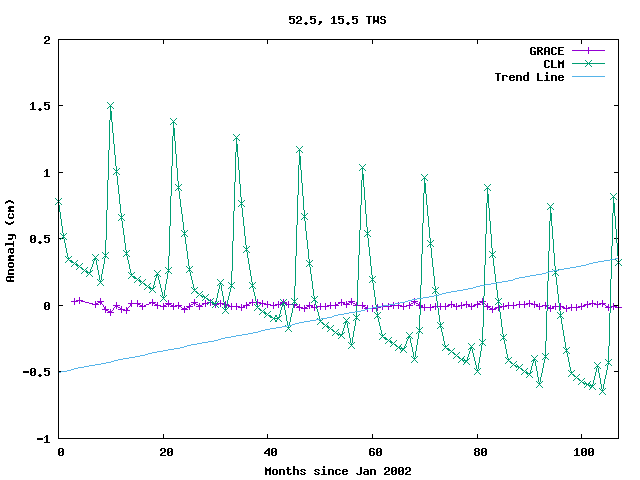 52.5, 15.5 TWS
GRACE
CLM
Trend Line
2
1.5
1
0.5
0
-0.5
-1
Anomaly (cm)
0 20 40 60 80 100
Months since Jan 2002